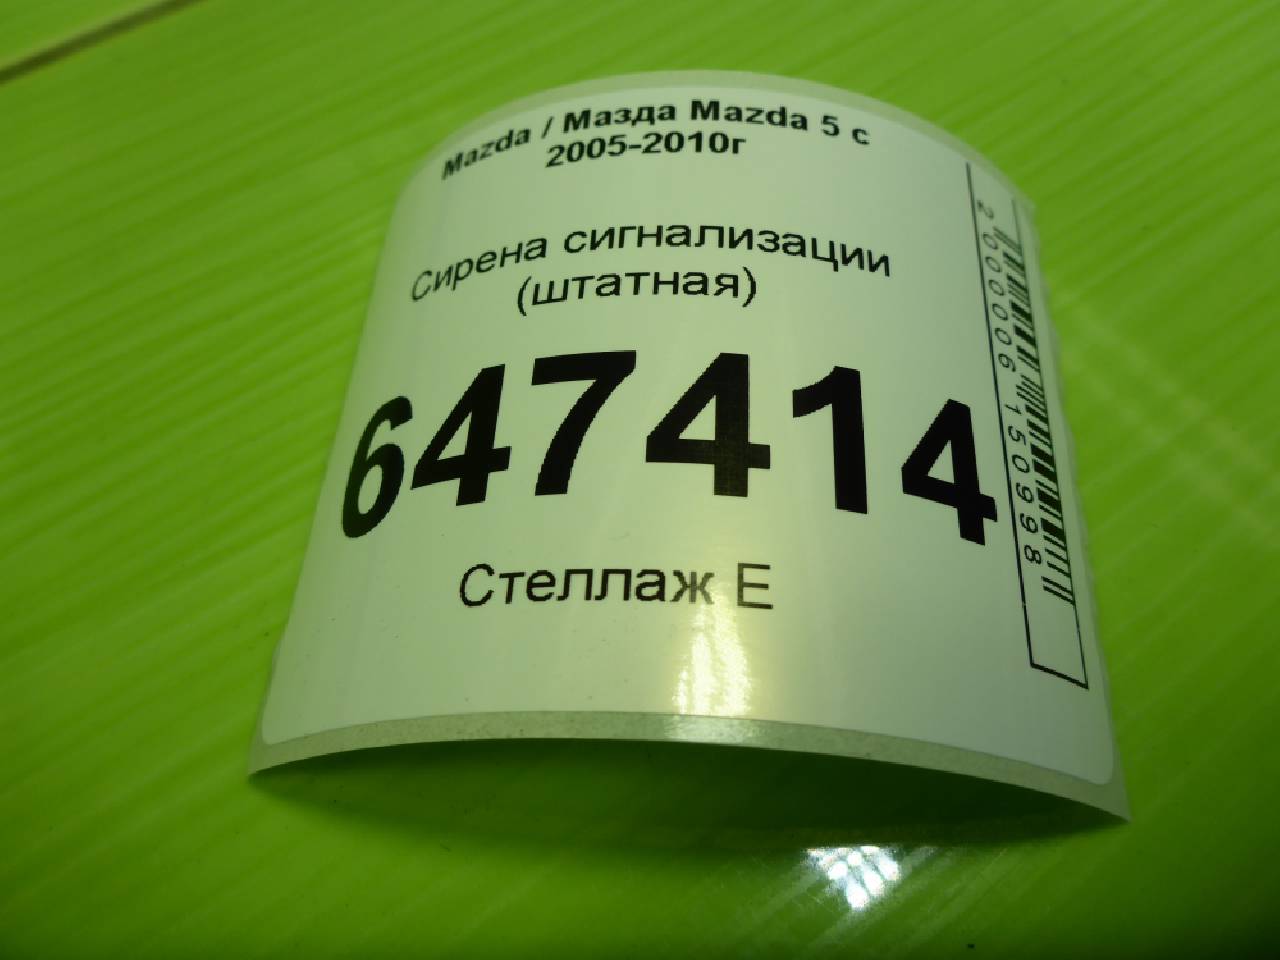 Mazda / Мазда Mazda 5 с
2005-2010г
Сирена сигнализации
(штатная)
647414
Стеллаж Е
2000006150998